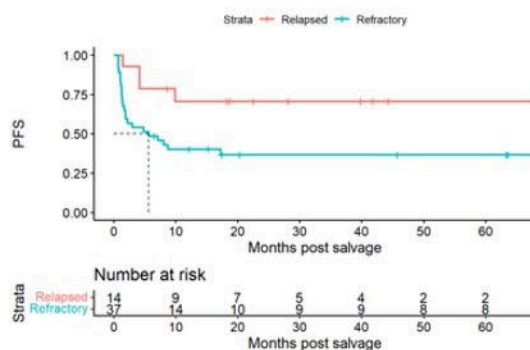 Strata Relapsed Refractory
1.00
0.75
0.50
0.25
0.00
PFS
0 10 20 30 40 50 60
Months post salvage
Number at risk
Strata
Relapsed 14 9 7 5 4 2 2
Refractory 37 14 10 9 9 8 8
0 10 20 30 40 50 60
Months post salvage